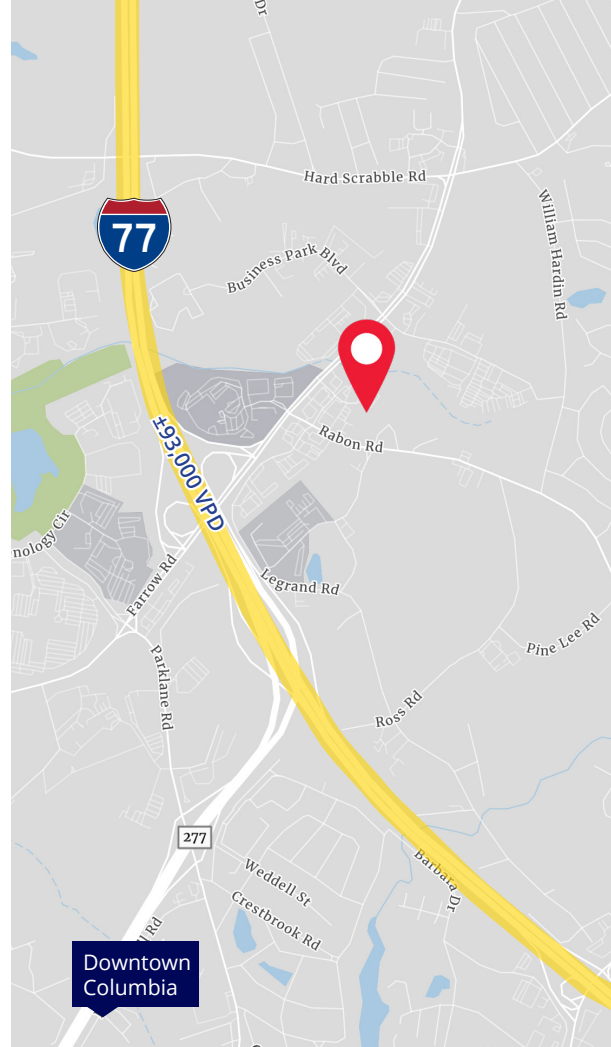 Dr
Hard Scrabble Rd
William Hardin Rd
77
Business Park Blvd
Rabon Rd
±93,000 VPD
nology Cir
Legrand Rd
Farrow Rd
Pine Lee Rd
Parklane Rd
Ross Rd
277
Barbara Dr
Weddell St
Crestbrook Rd
Rd
Downtown
Columbia